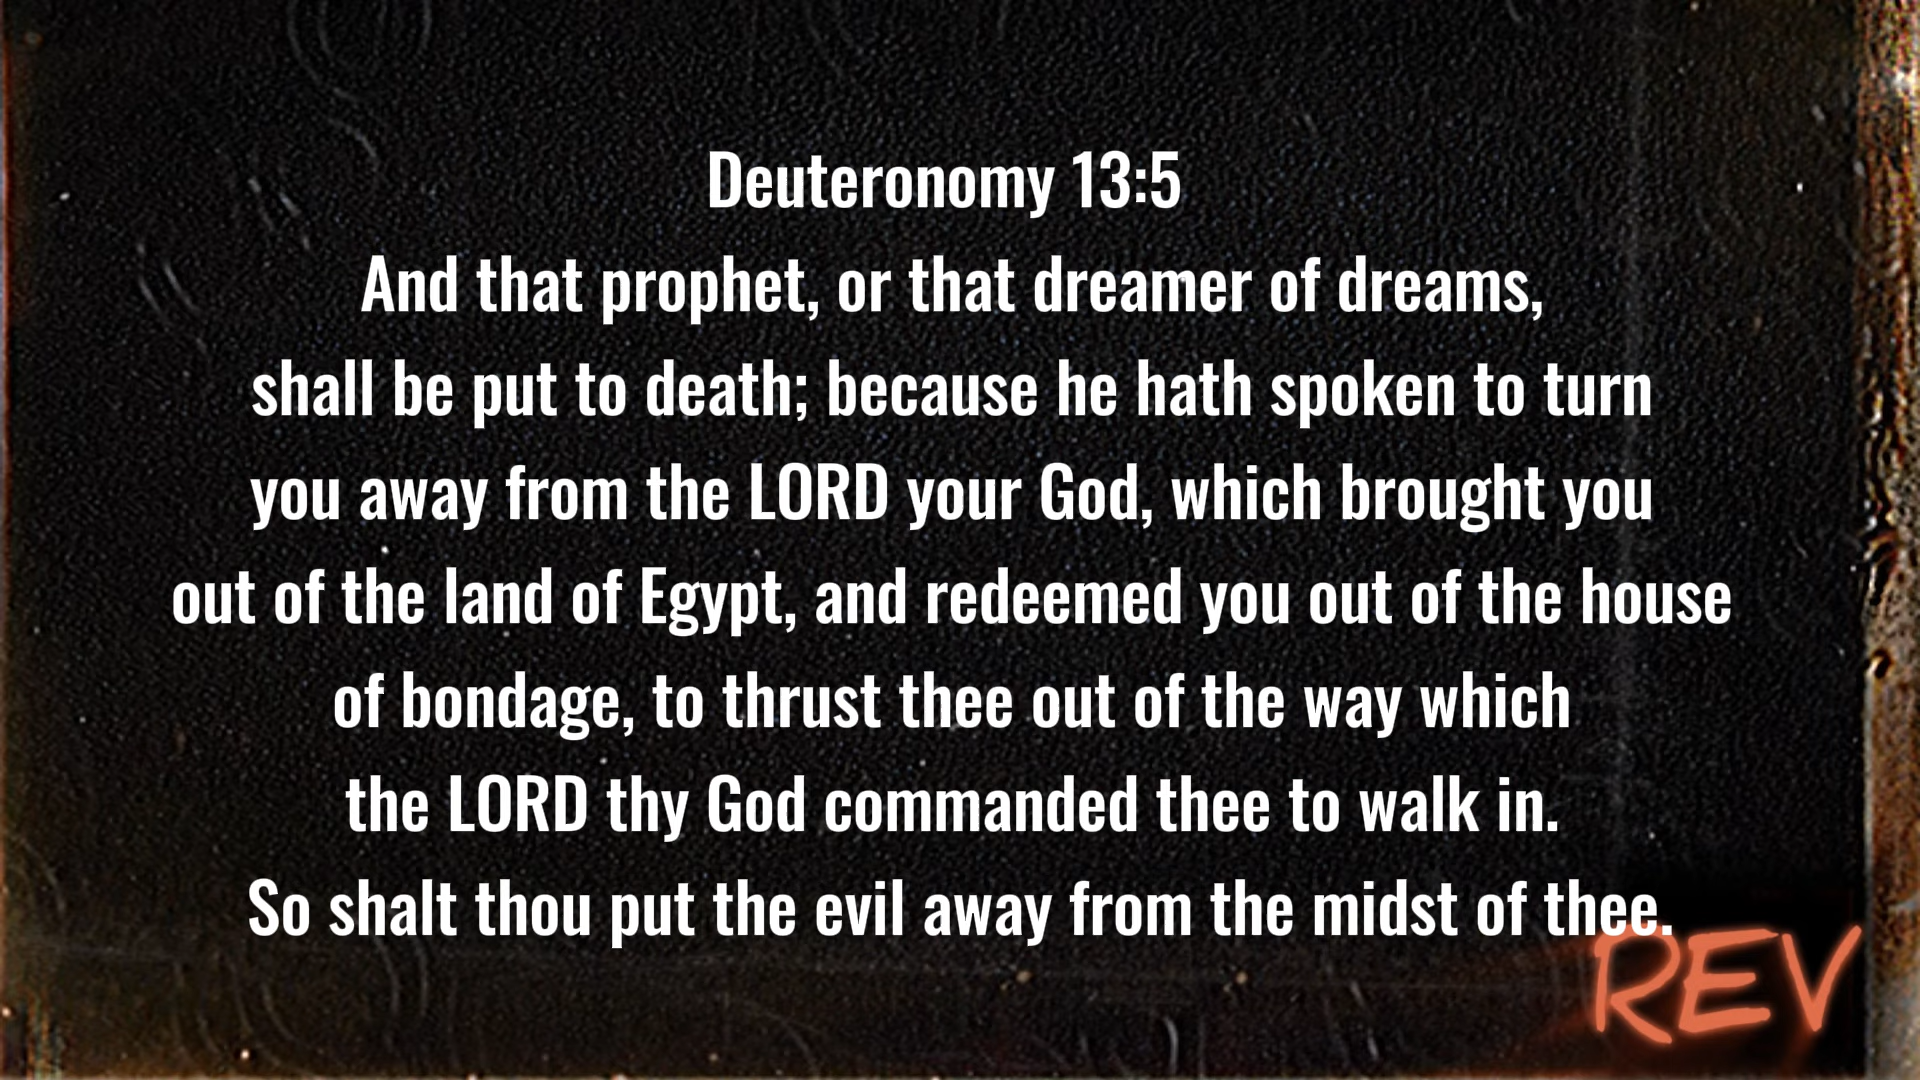 Deuteronomy 13:5
And that prophet, or that dreamer of dreams,
shall be put to death; because he hath spoken to turn
you away from the LORD your God, which brought you
out of the land of Egypt, and redeemed you out of the house
of bondage, to thrust thee out of the way which
the LORD thy God commanded thee to walk in.
So shalt thou put the evil away from the midst of thee.
REV